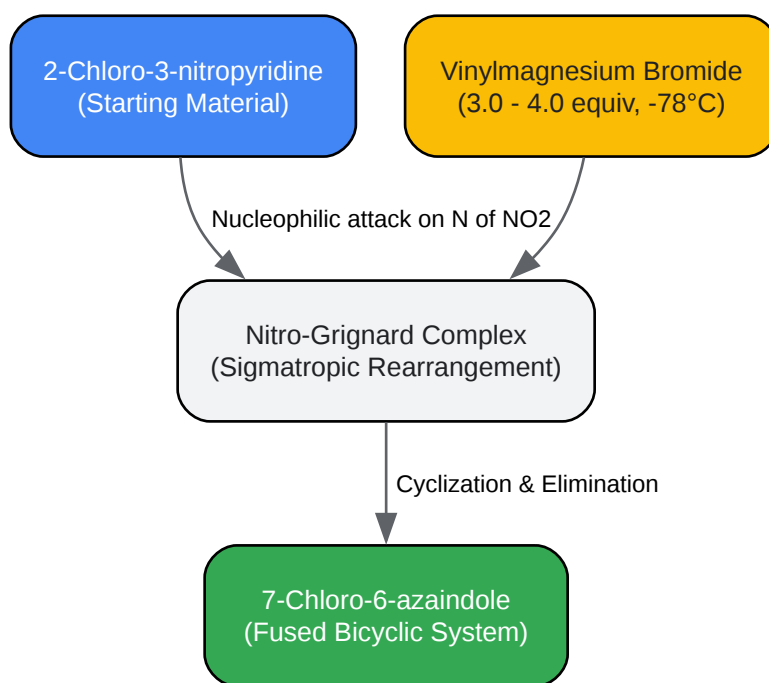 2-Chloro-3-nitropyridine
(Starting Material)
Vinylmagnesium Bromide
(3.0 - 4.0 equiv, -78°C)
Nucleophilic attack on N of NO2
Nitro-Grignard Complex
(Sigmatropic Rearrangement)
Cyclization & Elimination
7-Chloro-6-azaindole
(Fused Bicyclic System)